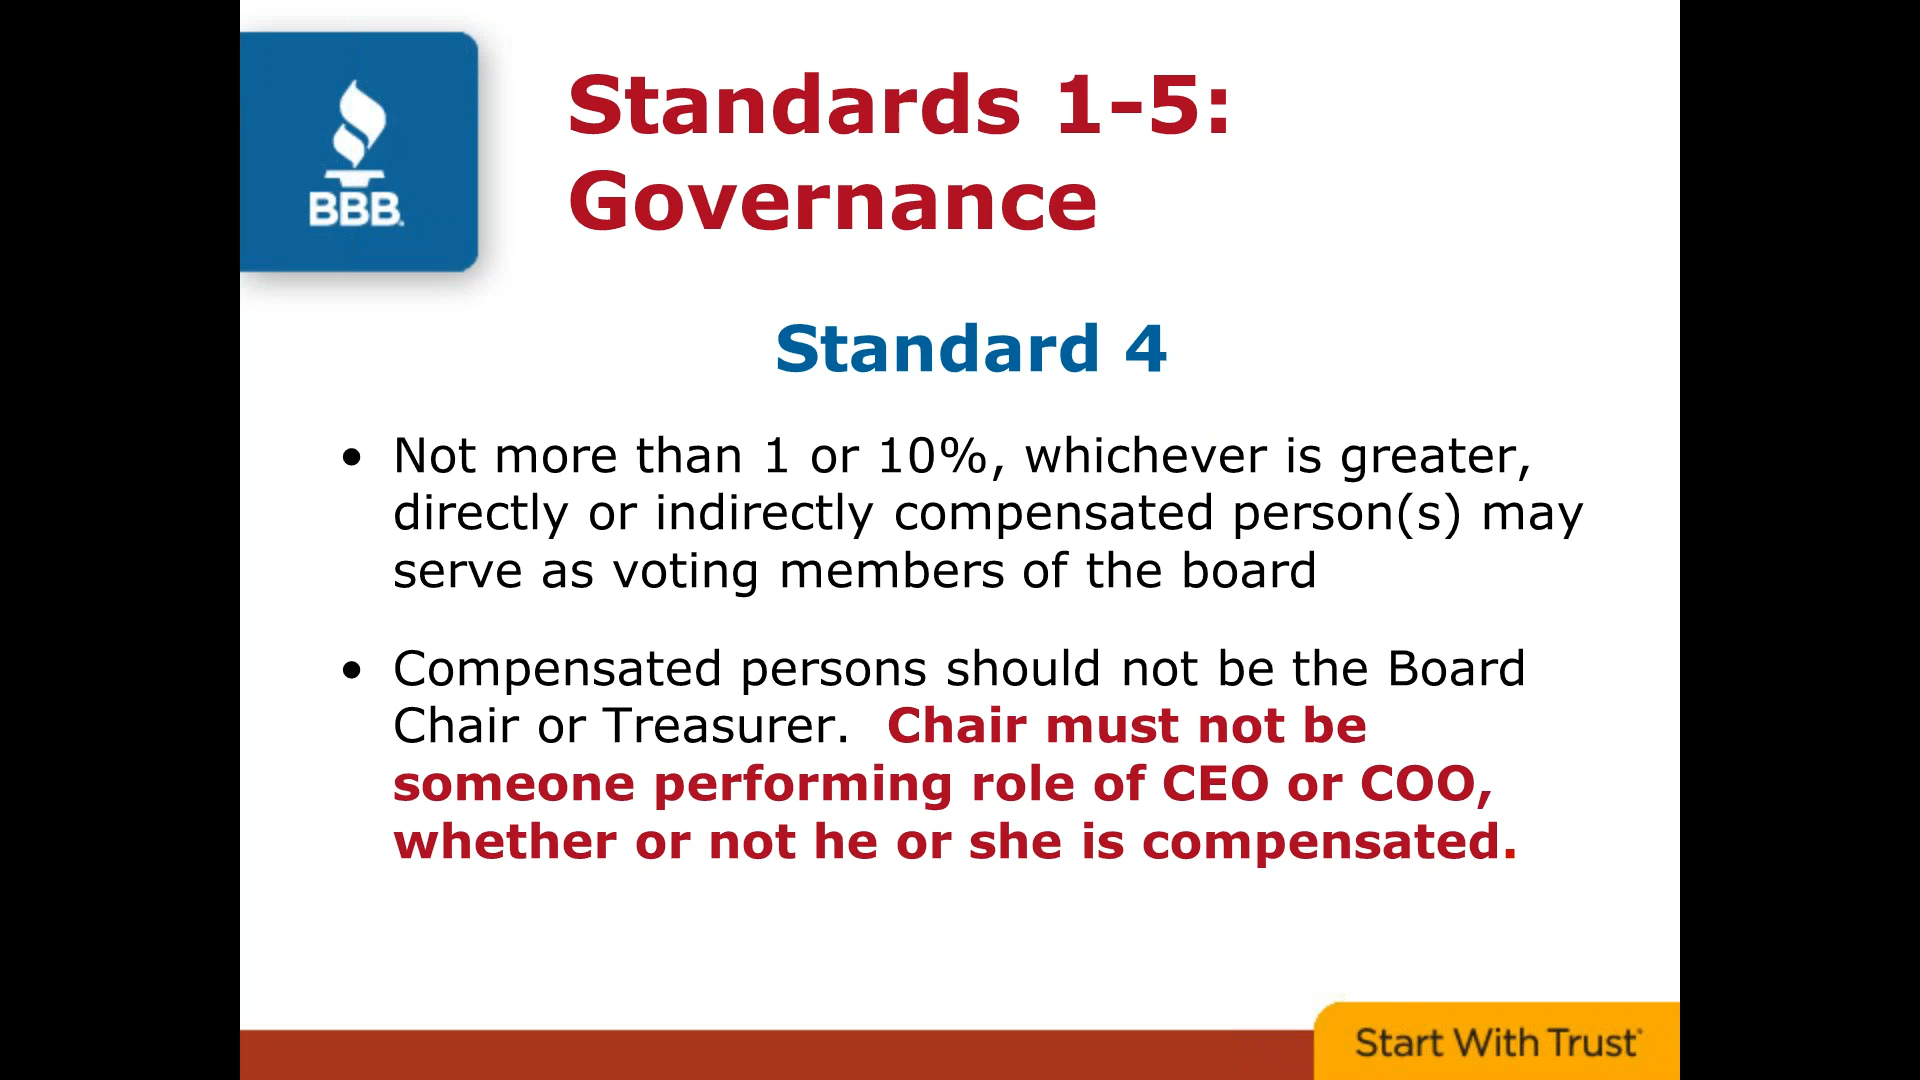 BBB.
Standards 1-5:
Governance
Standard 4
• Not more than 1 or 10%, whichever is greater,
directly or indirectly compensated person(s) may
serve as voting members of the board
• Compensated persons should not be the Board
Chair or Treasurer. Chair must not be
someone performing role of CEO or COO,
whether or not he or she is compensated.
Start With Trust